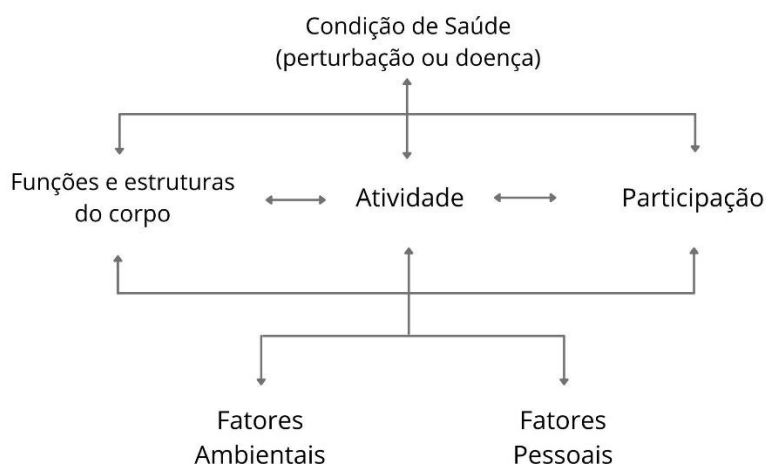 Condição de Saúde
(perturbação ou doença)
Funções e estruturas
do corpo
Atividade
Participação
Fatores
Ambientais
Fatores
Pessoais